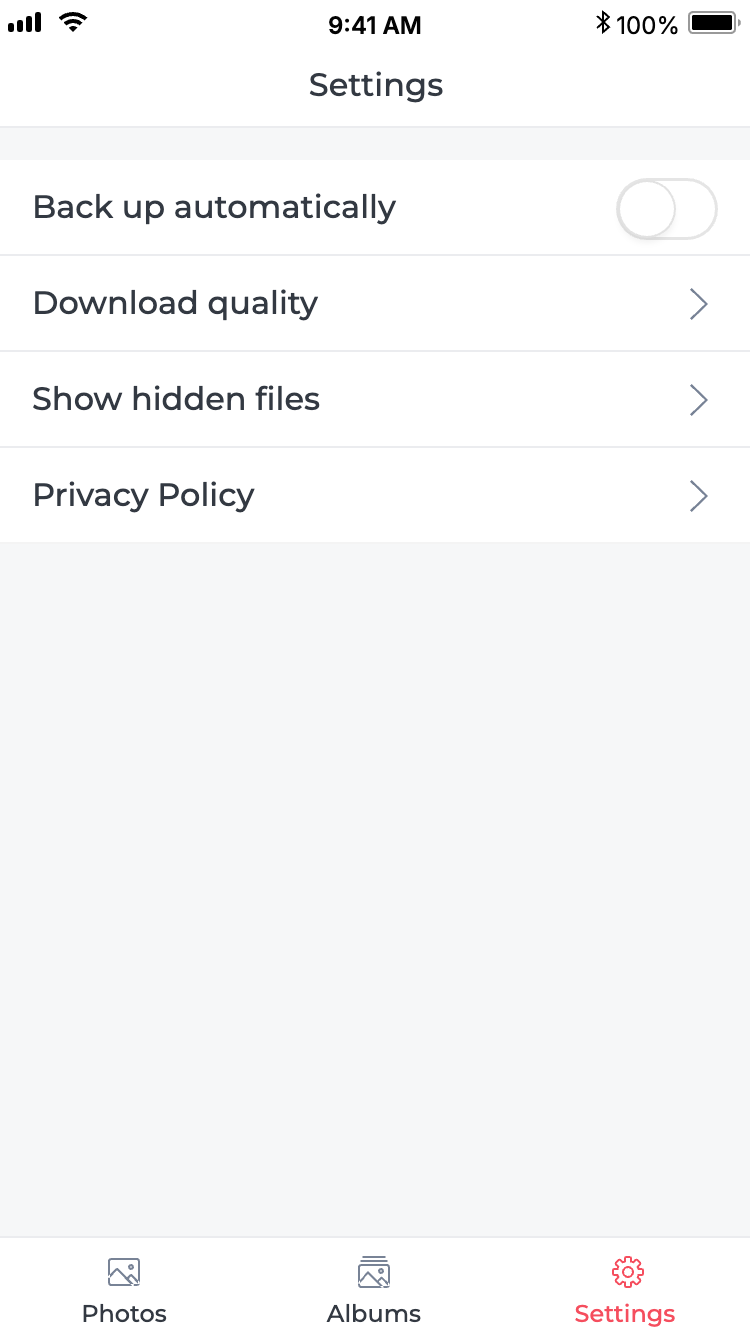 9:41 AM
100%
Settings
Back up automatically
Download quality
Show hidden files
Privacy Policy
Photos
Albums
Settings